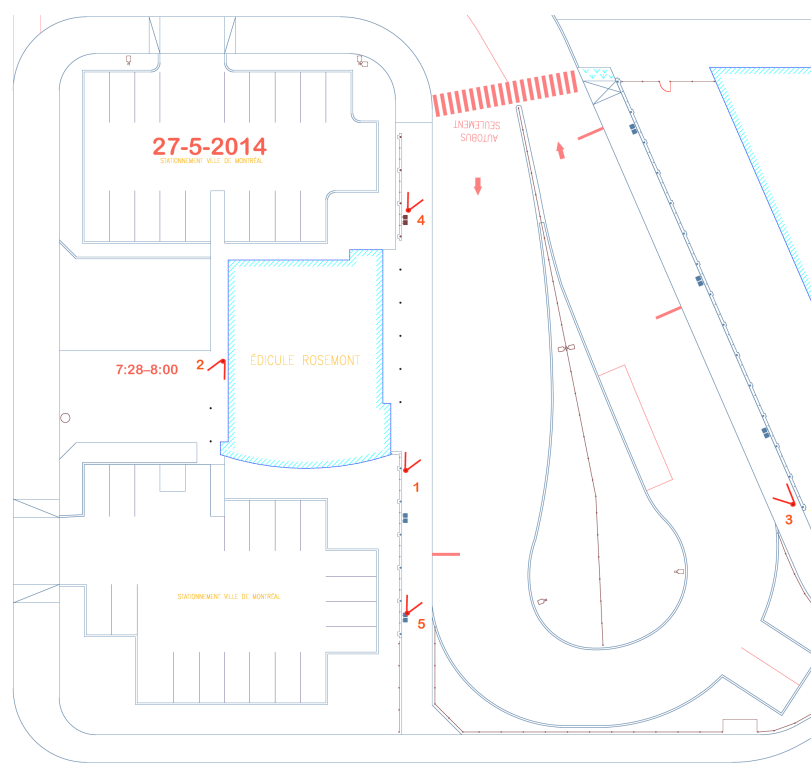 AUTOBUS
SEULEMENT
27-5-2014
STATIONNEMENT VILLE DE MONTRÉAL
4
2
7:28–8:00
ÉDICULE ROSEMONT
1
3
STATIONNEMENT VILLE DE MONTRÉAL
5